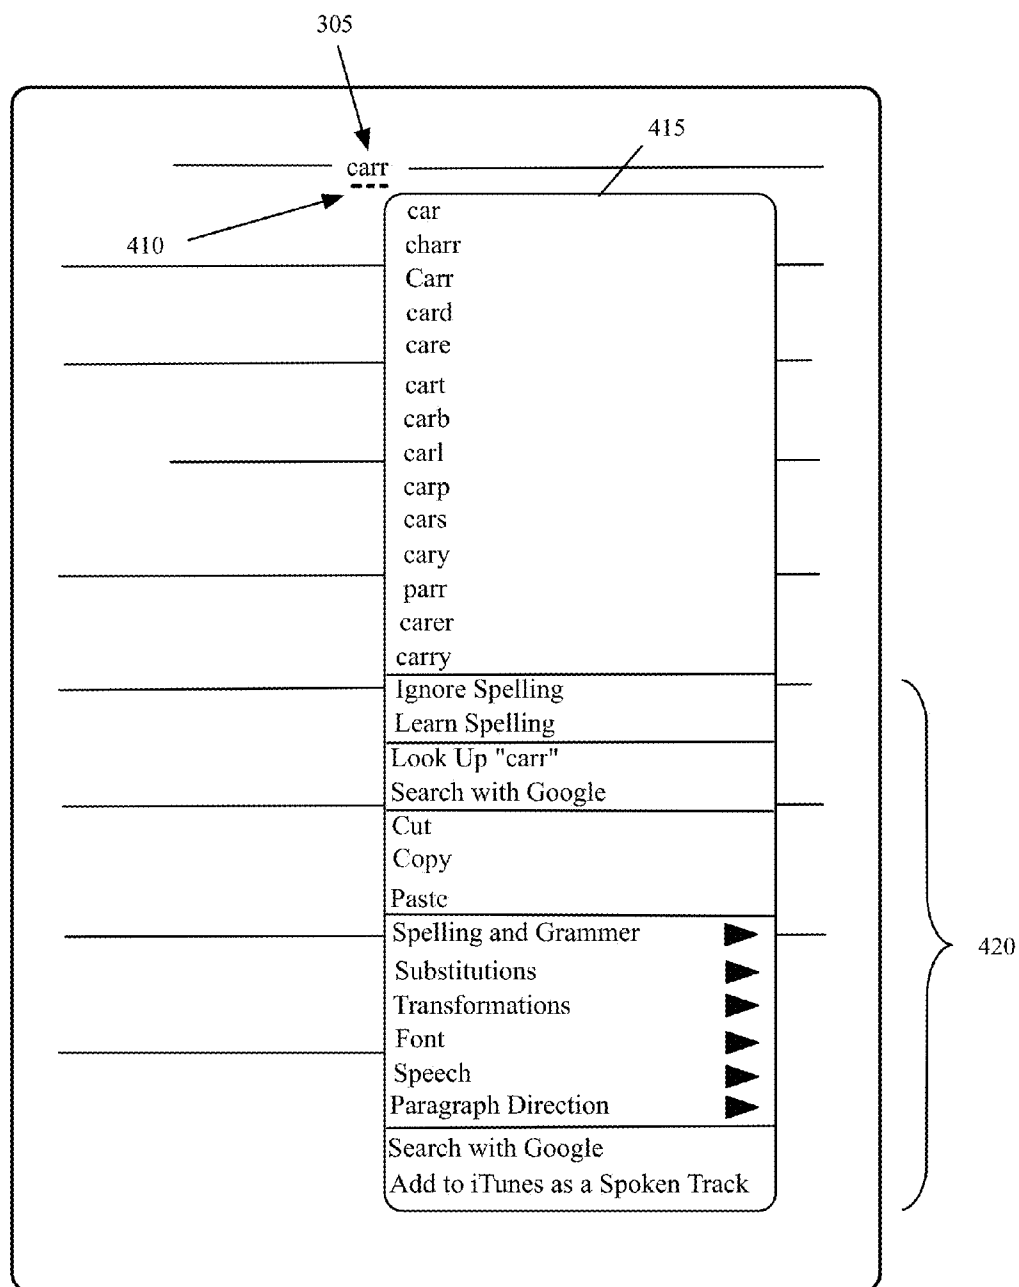 305
415
carr
410
car
charr
Carr
card
care
cart
carb
carl
carp
cars
cary
parr
carer
carry
Ignore Spelling
Learn Spelling
Look Up "carr"
Search with Google
Cut
Copy
Paste
Spelling and Grammer
420
Substitutions
Transformations
Font
Speech
Paragraph Direction
Search with Google
Add to iTunes as a Spoken Track